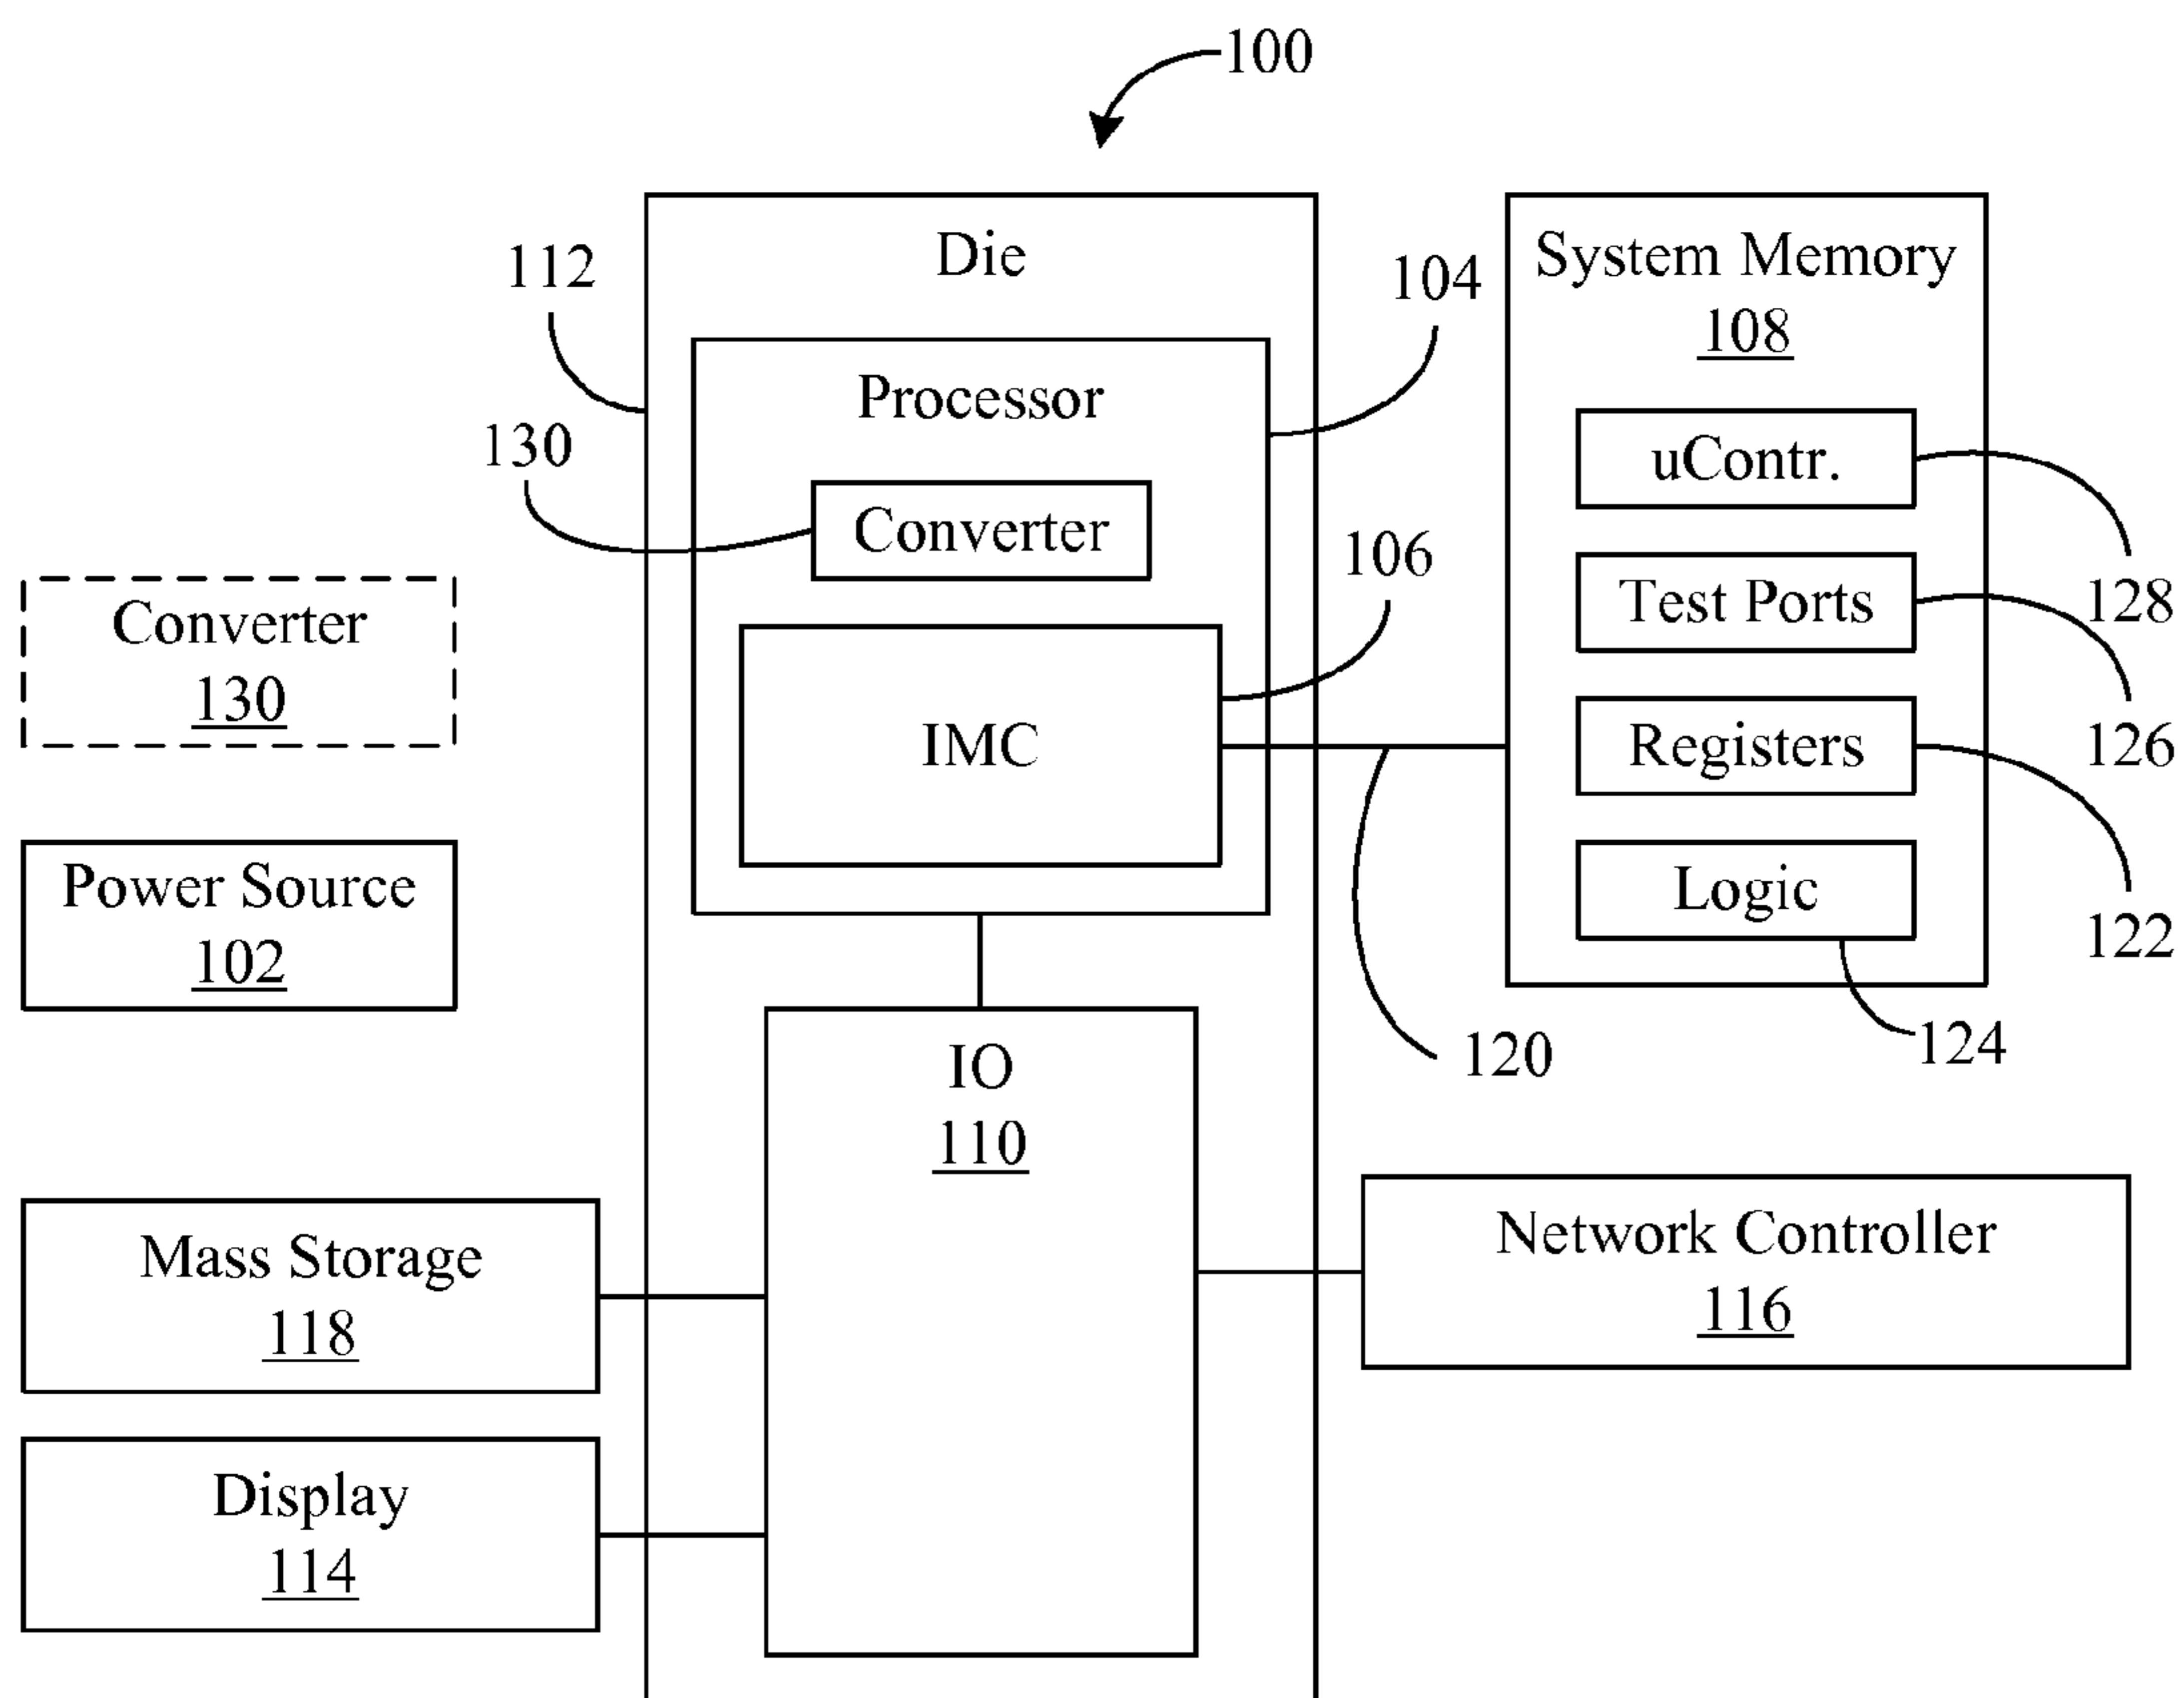 100
Die
112
104
System Memory
108
Processor
130
uContr.
Converter
106
128
Test Ports
Converter
130
IMC
Registers
126
Power Source
102
Logic
122
120
124
IO
110
Mass Storage
118
Network Controller
116
Display
114